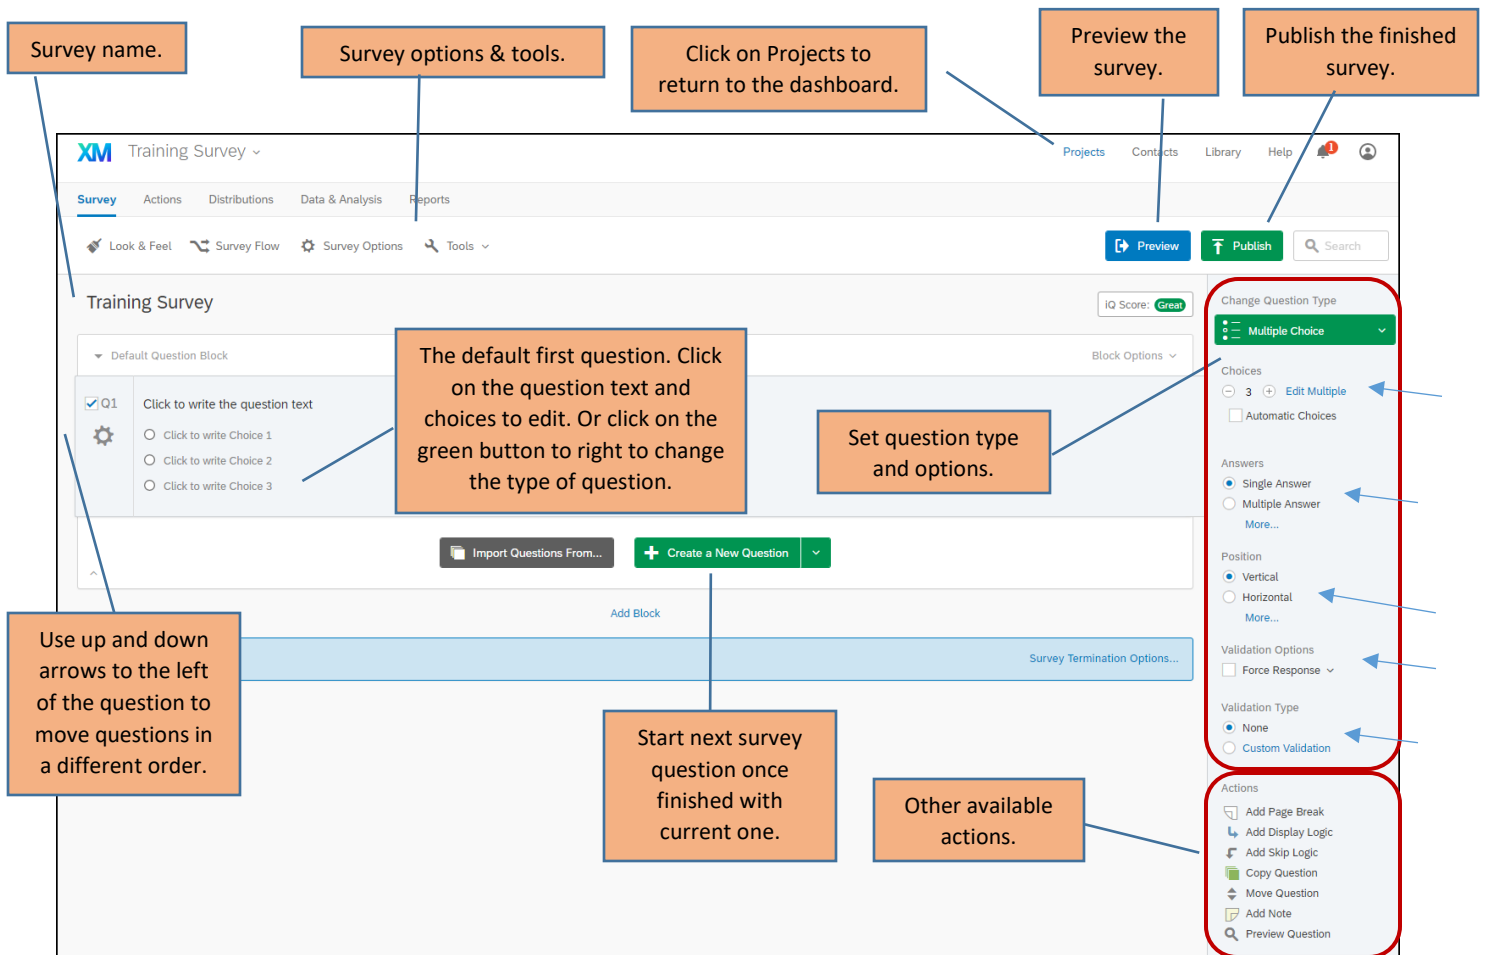 Survey name.
Survey options & tools.
Click on Projects to
return to the dashboard.
Preview the
survey.
Publish the finished
survey.
XM Training Survey
Projects Contacts Library Help 1
Survey Actions Distributions Data & Analysis Reports
Look & Feel Survey Flow Survey Options Tools
Preview Publish Search
Training Survey
iQ Score: Great
Default Question Block
Block Options
Q1
Click to write the question text
Click to write Choice 1
Click to write Choice 2
Click to write Choice 3
The default first question. Click
on the question text and
choices to edit. Or click on the
green button to right to change
the type of question.
Set question type
and options.
Import Questions From...
Create a New Question
Add Block
Survey Termination Options...
Use up and down
arrows to the left
of the question to
move questions in
a different order.
Start next survey
question once
finished with
current one.
Other available
actions.
Change Question Type
Multiple Choice
Choices
3 Edit Multiple
Automatic Choices
Answers
Single Answer
Multiple Answer
More...
Position
Vertical
Horizontal
More...
Validation Options
Force Response
Validation Type
None
Custom Validation
Actions
Add Page Break
Add Display Logic
Add Skip Logic
Copy Question
Move Question
Add Note
Preview Question